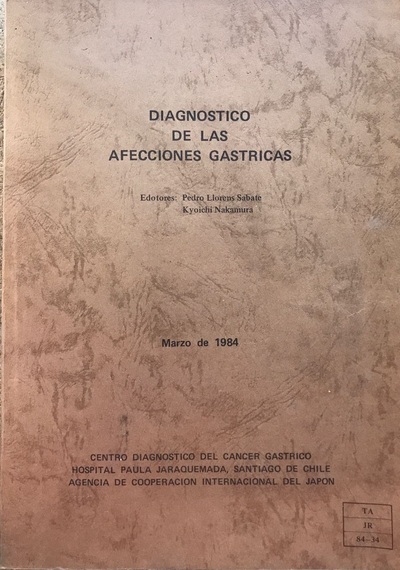 DIAGNOSTICO
DE LAS
AFECCIONES GASTRICAS
Edotores: Pedro Llorens Sabate
Kyoichi Nakamura
Marzo de 1984
CENTRO DIAGNOSTICO DEL CANCER GASTRICO
HOSPITAL PAULA JARAQUEMADA, SANTIAGO DE CHILE
AGENCIA DE COOPERACION INTERNACIONAL DEL JAPON
TA
JR
84-34